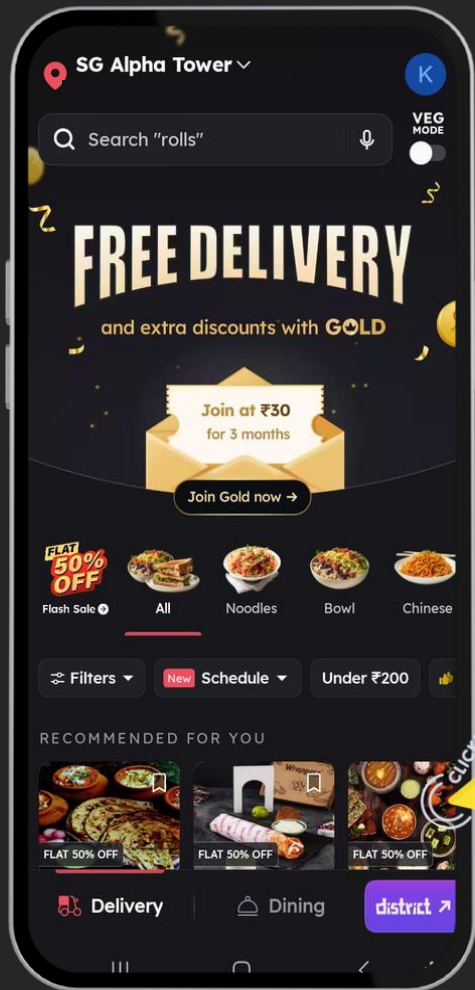 SG Alpha Tower
K
Search "rolls"
VEG
MODE
FREE DELIVERY
and extra discounts with GOLD
Join at ₹30
for 3 months
Join Gold now →
FLAT
50%
OFF
Flash Sale
All
Noodles
Bowl
Chinese
Filters
New Schedule
Under ₹200
RECOMMENDED FOR YOU
Wrapper
FLAT 50% OFF
FLAT 50% OFF
FLAT 50% OFF
CLICK
Delivery
Dining
district